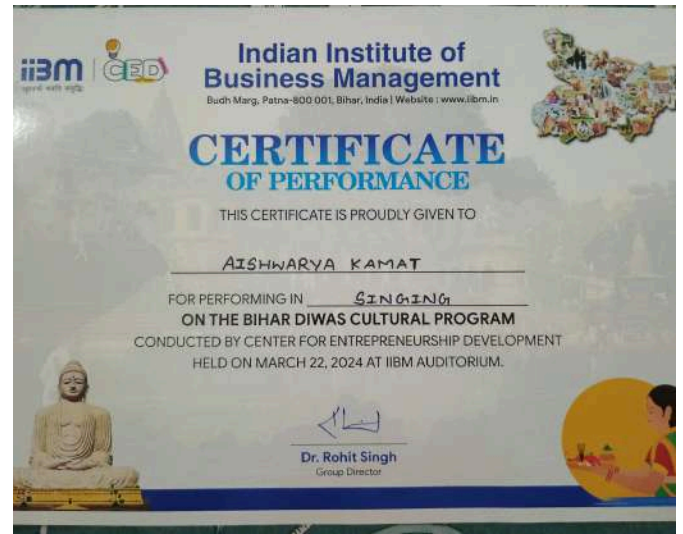 iiBM
CED
Indian Institute of
Business Management
Budh Marg, Patna-800 001, Bihar, India | Website : www.iibm.in
CERTIFICATE
OF PERFORMANCE
THIS CERTIFICATE IS PROUDLY GIVEN TO
AISHWARYA KAMAT
FOR PERFORMING IN SINGING
ON THE BIHAR DIWAS CULTURAL PROGRAM
CONDUCTED BY CENTER FOR ENTREPRENEURSHIP DEVELOPMENT
HELD ON MARCH 22, 2024 AT IIBM AUDITORIUM.
Dr. Rohit Singh
Group Director